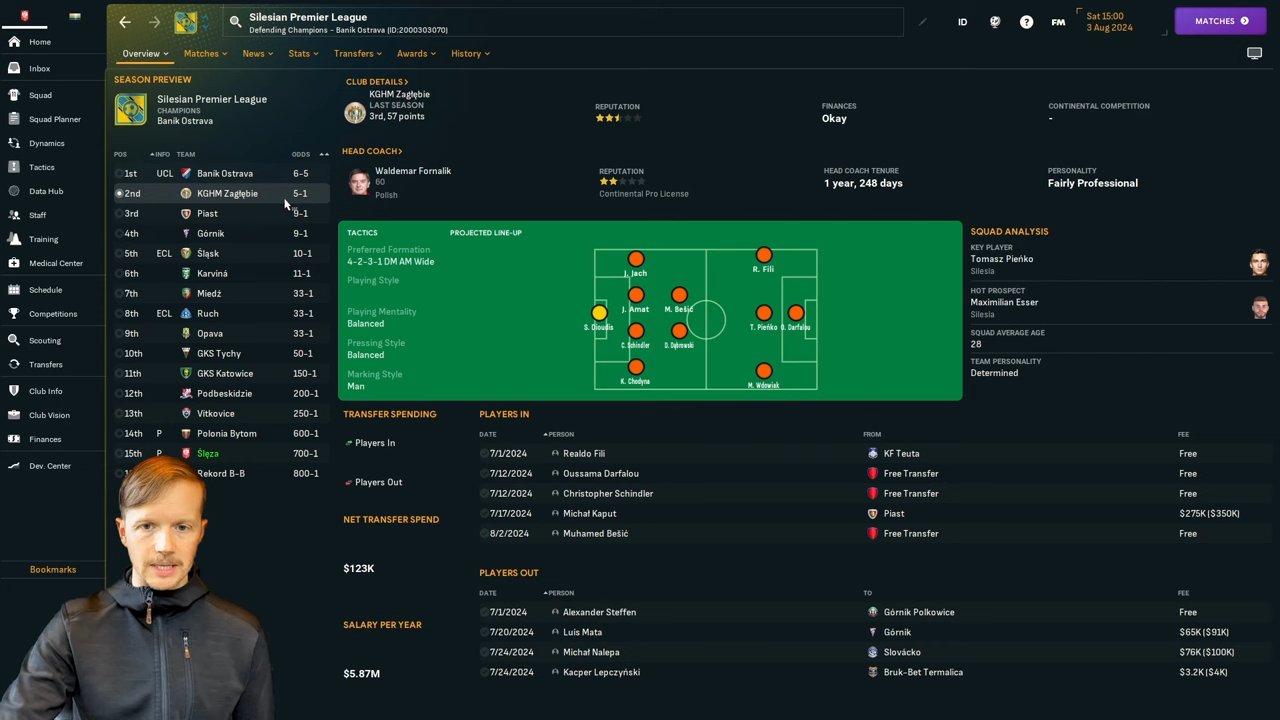 Silesian Premier League
Defending Champions - Baník Ostrava (ID:2000303070)
ID
?
FM
Sat 15:00
3 Aug 2024
MATCHES
Home
Inbox
Squad
Squad Planner
Dynamics
Tactics
Data Hub
Staff
Training
Medical Center
Schedule
Competitions
Scouting
Transfers
Club Info
Club Vision
Finances
Dev. Center
Bookmarks
Overview
Matches
News
Stats
Transfers
Awards
History
SEASON PREVIEW
Silesian Premier League
CHAMPIONS
Baník Ostrava
POS INFO TEAM ODDS
1st UCL Baník Ostrava 6-5
2nd KGHM Zagłębie 5-1
3rd Piast 9-1
4th Górnik 9-1
5th ECL Śląsk 10-1
6th Karviná 11-1
7th Miedź 33-1
8th ECL Ruch 33-1
9th Opava 33-1
10th GKS Tychy 50-1
11th GKS Katowice 150-1
12th Podbeskidzie 200-1
13th Vítkovice 250-1
14th P Polonia Bytom 600-1
15th P Ślęza 700-1
Rekord B-B 800-1
CLUB DETAILS >
KGHM Zagłębie
LAST SEASON
3rd, 57 points
REPUTATION
FINANCES
Okay
CONTINENTAL COMPETITION
-
HEAD COACH >
Waldemar Fornalik
60
Polish
REPUTATION
Continental Pro License
HEAD COACH TENURE
1 year, 248 days
PERSONALITY
Fairly Professional
TACTICS
Preferred Formation
4-2-3-1 DM AM Wide
Playing Style
Playing Mentality
Balanced
Pressing Style
Balanced
Marking Style
Man
PROJECTED LINE-UP
J. Jach
R. Fili
J. Amat
M. Bešić
S. Dioudis
T. Pieńko
O. Darfalou
C. Schindler
D. Dąbrowski
K. Chodyna
M. Wdowiak
SQUAD ANALYSIS
KEY PLAYER
Tomasz Pieńko
Silesia
HOT PROSPECT
Maximilian Esser
Silesia
SQUAD AVERAGE AGE
28
TEAM PERSONALITY
Determined
TRANSFER SPENDING
Players In
Players Out
NET TRANSFER SPEND
$123K
SALARY PER YEAR
$5.87M
PLAYERS IN
DATE PERSON FROM FEE
7/1/2024 Realdo Fili KF Teuta Free
7/12/2024 Oussama Darfalou Free Transfer Free
7/12/2024 Christopher Schindler Free Transfer Free
7/17/2024 Michał Kaput Piast $275K ($350K)
8/2/2024 Muhamed Bešić Free Transfer Free
PLAYERS OUT
DATE PERSON TO FEE
7/1/2024 Alexander Steffen Górnik Polkowice Free
7/20/2024 Luís Mata Górnik $65K ($91K)
7/24/2024 Michał Nalepa Slovácko $76K ($100K)
7/24/2024 Kacper Lepczyński Bruk-Bet Termalica $3.2K ($4K)